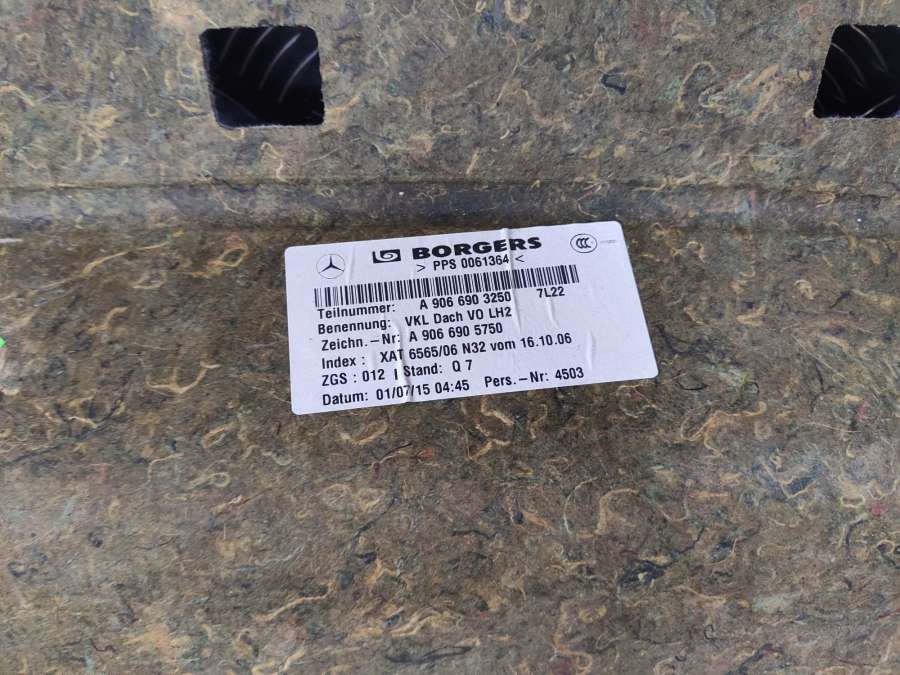 BORGERS
> PPS 0061364 <
Teilnummer: A 906 690 3250 7L22
Benennung: VKL Dach VO LH2
Zeichn.-Nr: A 906 690 5750
Index : XAT 6565/06 N32 vom 16.10.06
ZGS : 012 | Stand: Q 7
Datum: 01/07/15 04:45 Pers.-Nr: 4503